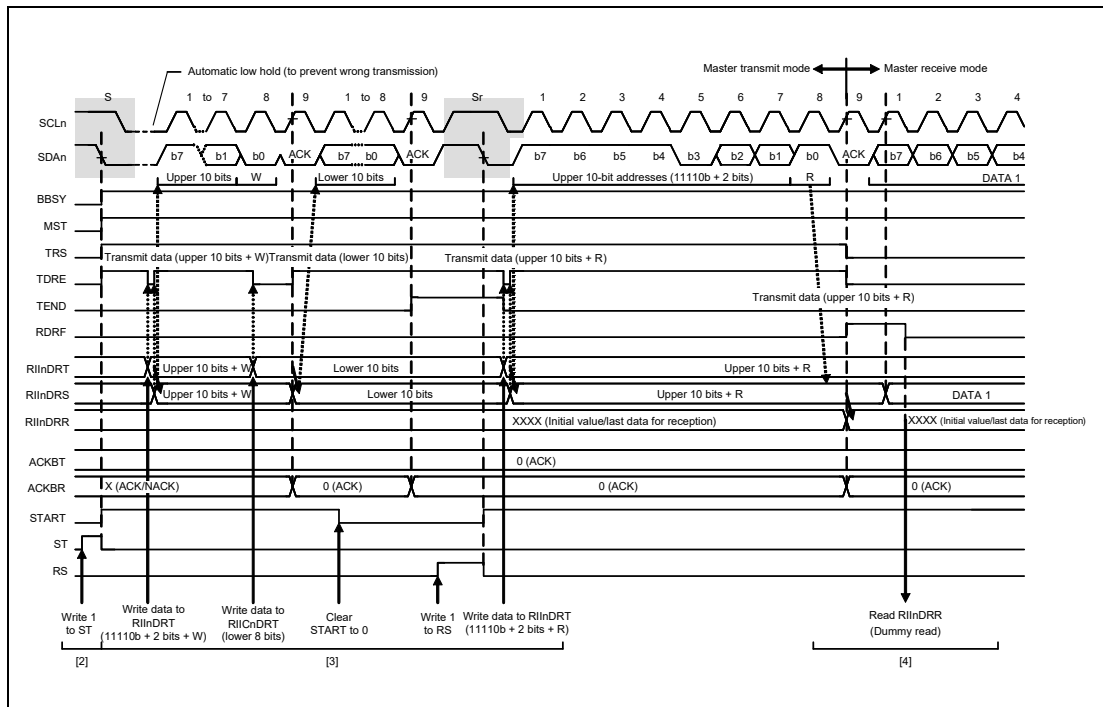 Automatic low hold (to prevent wrong transmission)
Master transmit mode Master receive mode
S 1 to 7 8 9 1 to 8 9 Sr 1 2 3 4 5 6 7 8 9 1 2 3 4
SCLn
SDAn b7 b1 b0 ACK b7 b0 ACK b7 b6 b5 b4 b3 b2 b1 b0 ACK b7 b6 b5 b4
Upper 10 bits W Lower 10 bits Upper 10-bit addresses (11110b + 2 bits) R DATA 1
BBSY
MST
TRS
Transmit data (upper 10 bits + W) Transmit data (lower 10 bits) Transmit data (upper 10 bits + R)
TDRE
TEND
Transmit data (upper 10 bits + R)
RDRF
RIInDRT Upper 10 bits + W Lower 10 bits Upper 10 bits + R
RIInDRS Upper 10 bits + W Lower 10 bits Upper 10 bits + R DATA 1
RIInDRR XXXX (Initial value/last data for reception) XXXX (Initial value/last data for reception)
ACKBT 0 (ACK)
ACKBR X (ACK/NACK) 0 (ACK) 0 (ACK) 0 (ACK)
START
ST
RS
Write 1
to ST
Write data to
RIInDRT
(11110b + 2 bits + W)
Write data to
RIICnDRT
(lower 8 bits)
Clear
START to 0
Write 1
to RS
Write data to RIInDRT
(11110b + 2 bits + R)
Read RIInDRR
(Dummy read)
[2] [3] [4]